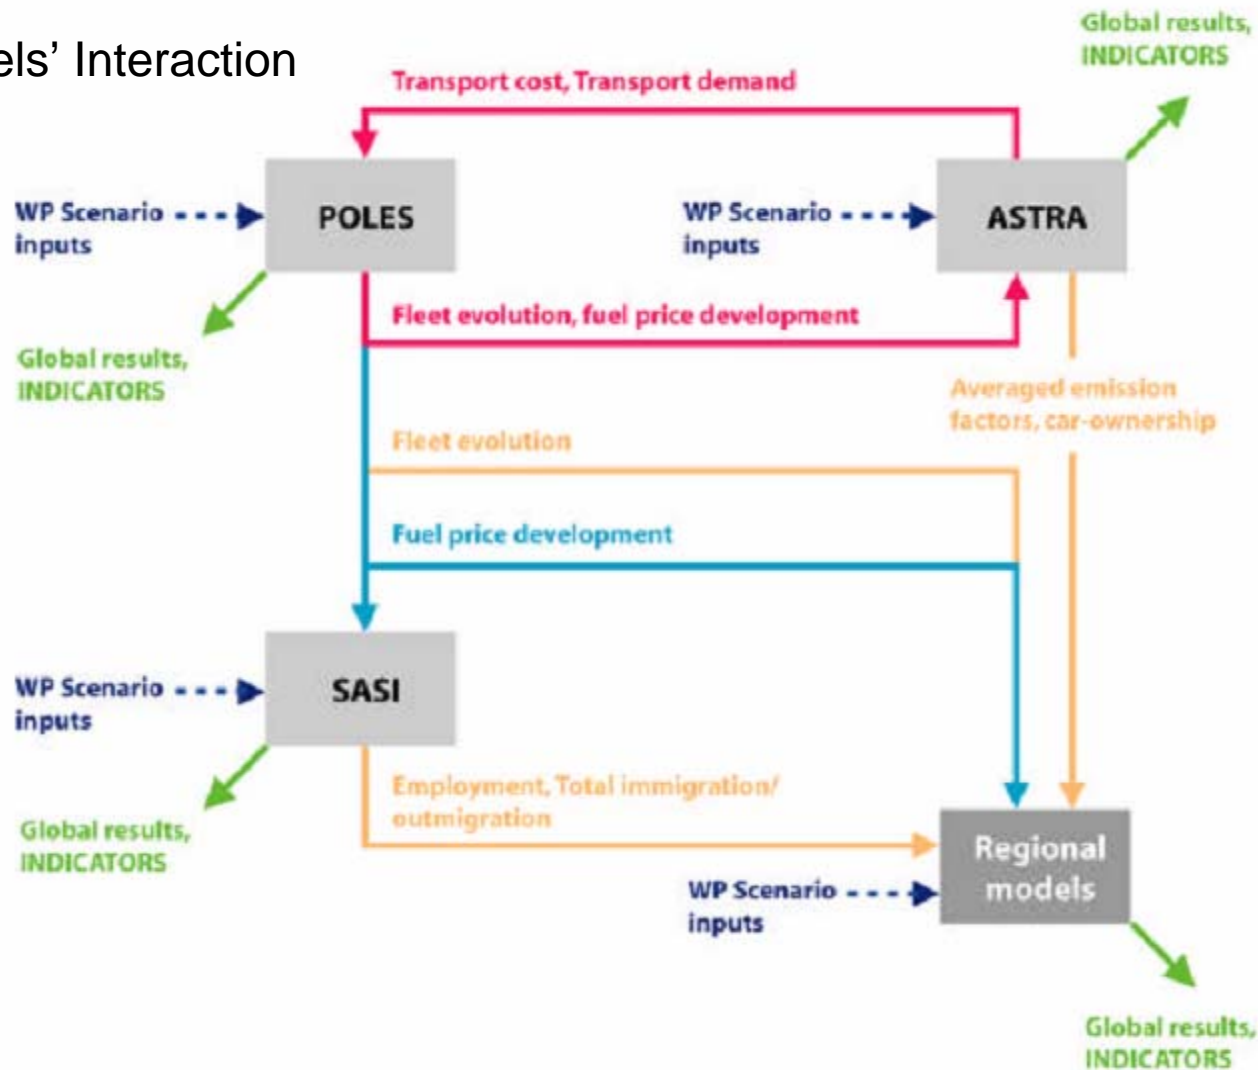 els' Interaction
Global results,
INDICATORS
Transport cost, Transport demand
WP Scenario
inputs
POLES
WP Scenario
inputs
ASTRA
Fleet evolution, fuel price development
Global results,
INDICATORS
Averaged emission
factors, car-ownership
Fleet evolution
Fuel price development
WP Scenario
inputs
SASI
Employment, Total immigration/
outmigration
Global results,
INDICATORS
Regional
models
WP Scenario
inputs
Global results,
INDICATORS